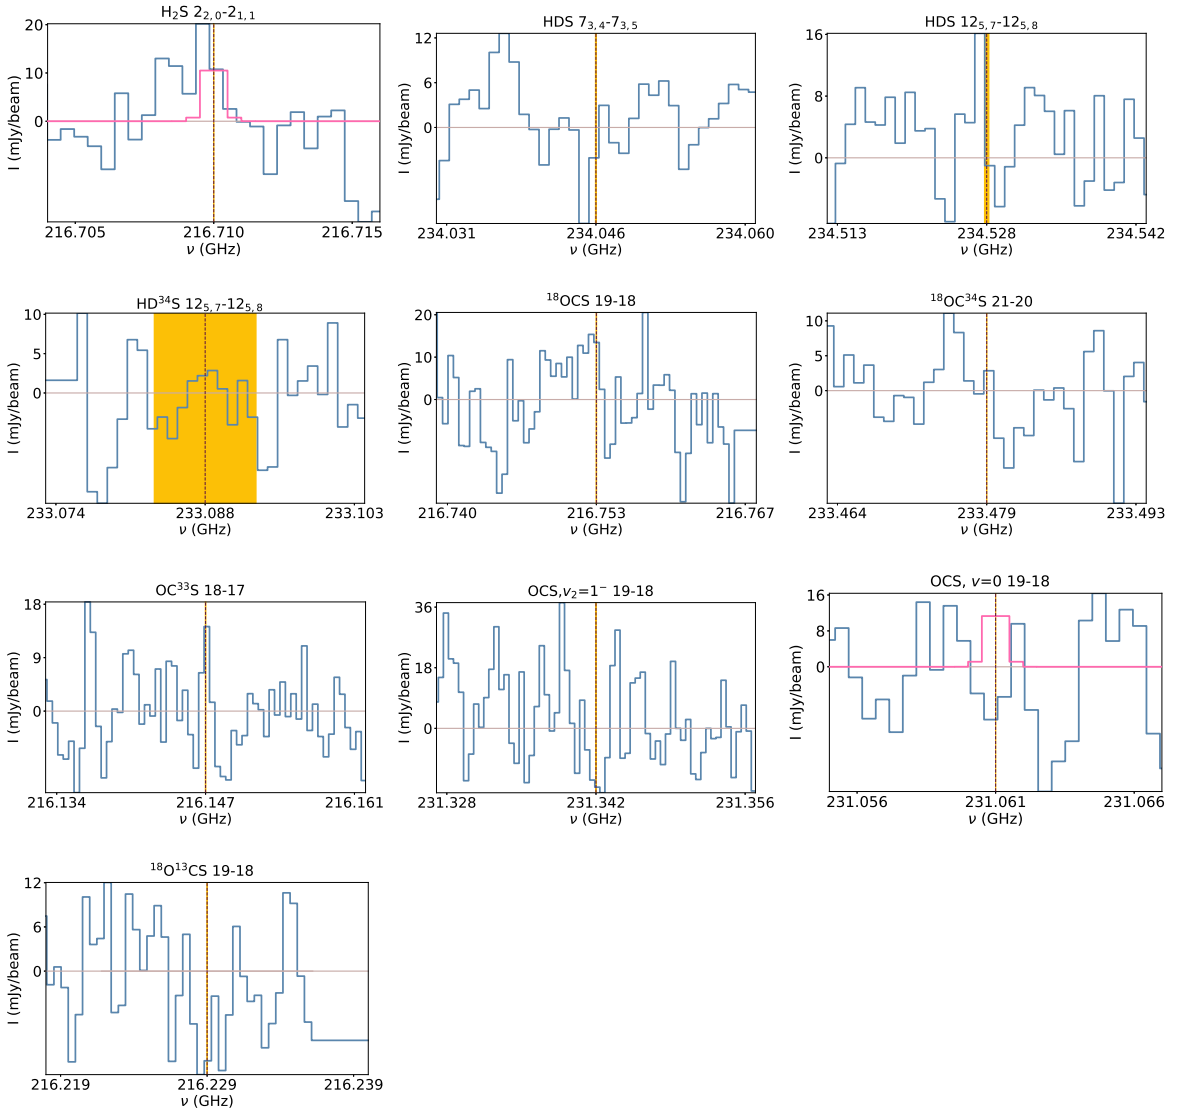 H₂S 2₂,₀-2₁,₁
20
10
0
I (mJy/beam)
216.705 216.710 216.715
ν (GHz)
HDS 7₃,₄-7₃,₅
12
6
0
I (mJy/beam)
234.031 234.046 234.060
ν (GHz)
HDS 12₅,₇-12₅,₈
16
8
0
I (mJy/beam)
234.513 234.528 234.542
ν (GHz)
HD³⁴S 12₅,₇-12₅,₈
10
5
0
I (mJy/beam)
233.074 233.088 233.103
ν (GHz)
¹⁸OCS 19-18
20
10
0
I (mJy/beam)
216.740 216.753 216.767
ν (GHz)
¹⁸OC³⁴S 21-20
10
5
0
I (mJy/beam)
233.464 233.479 233.493
ν (GHz)
OC³³S 18-17
18
9
0
I (mJy/beam)
216.134 216.147 216.161
ν (GHz)
OCS,v₂=1⁻ 19-18
36
18
0
I (mJy/beam)
231.328 231.342 231.356
ν (GHz)
OCS, v=0 19-18
16
8
0
I (mJy/beam)
231.056 231.061 231.066
ν (GHz)
¹⁸O¹³CS 19-18
12
6
0
I (mJy/beam)
216.219 216.229 216.239
ν (GHz)